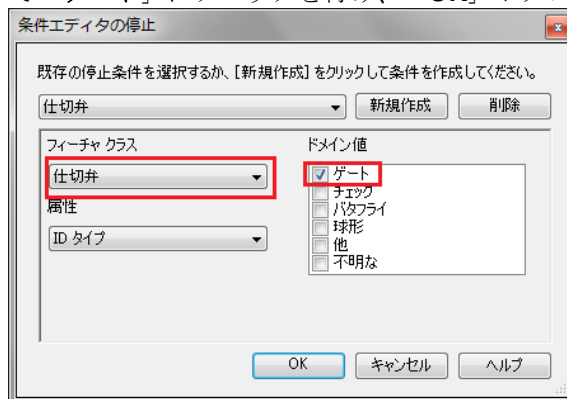 条件エディタの停止
既存の停止条件を選択するか、[新規作成] をクリックして条件を作成してください。
仕切弁 新規作成 削除
フィーチャ クラス ドメイン値
仕切弁 ゲート
チェック
属性 バタフライ
球形
ID タイプ 他
不明な
OK キャンセル ヘルプ